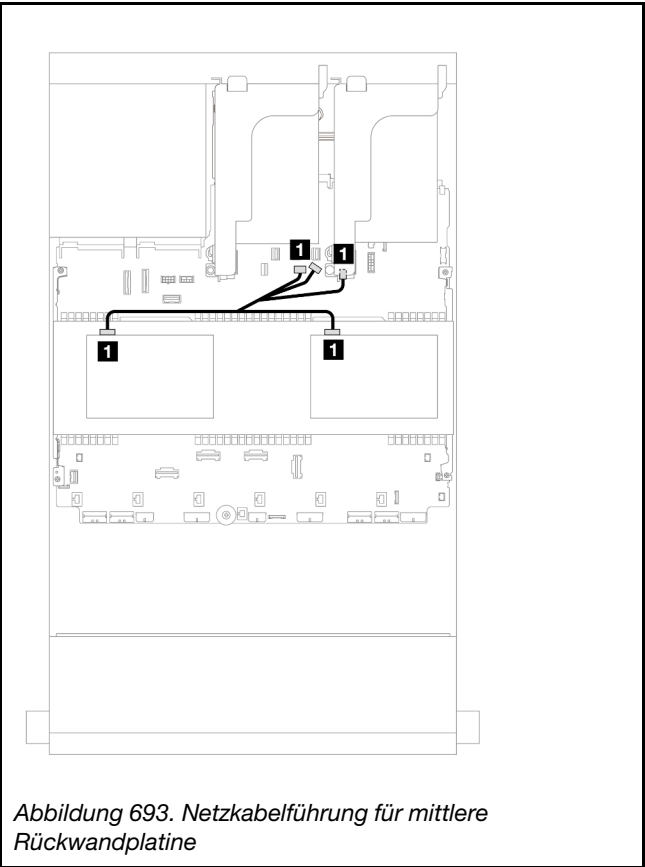 1 1
1 1
Abbildung 693. Netzkabelführung für mittlere
Rückwandplatine